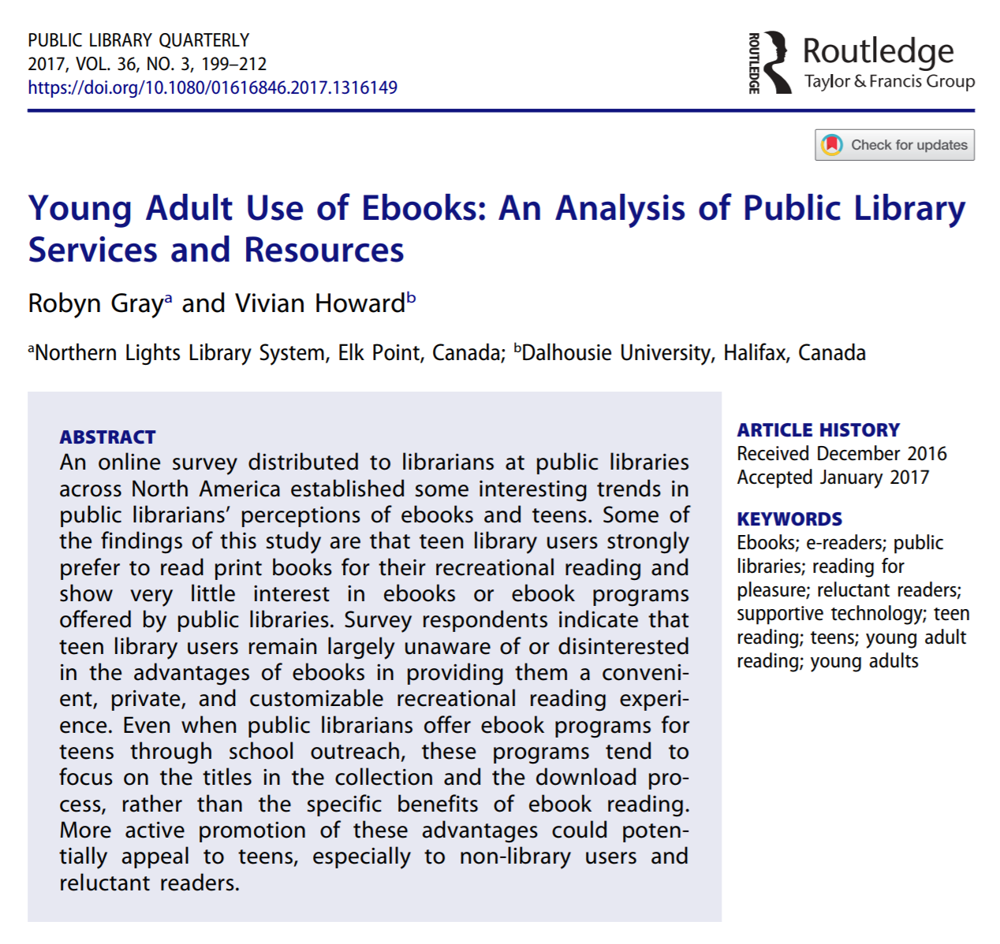 PUBLIC LIBRARY QUARTERLY
2017, VOL. 36, NO. 3, 199–212
https://doi.org/10.1080/01616846.2017.1316149
ROUTLEDGE
Routledge
Taylor & Francis Group
Check for updates
Young Adult Use of Ebooks: An Analysis of Public Library
Services and Resources
Robyn Grayᵃ and Vivian Howardᵇ
ᵃNorthern Lights Library System, Elk Point, Canada; ᵇDalhousie University, Halifax, Canada
ABSTRACT
An online survey distributed to librarians at public libraries
across North America established some interesting trends in
public librarians’ perceptions of ebooks and teens. Some of
the findings of this study are that teen library users strongly
prefer to read print books for their recreational reading and
show very little interest in ebooks or ebook programs
offered by public libraries. Survey respondents indicate that
teen library users remain largely unaware of or disinterested
in the advantages of ebooks in providing them a conveni-
ent, private, and customizable recreational reading experi-
ence. Even when public librarians offer ebook programs for
teens through school outreach, these programs tend to
focus on the titles in the collection and the download pro-
cess, rather than the specific benefits of ebook reading.
More active promotion of these advantages could poten-
tially appeal to teens, especially to non-library users and
reluctant readers.
ARTICLE HISTORY
Received December 2016
Accepted January 2017
KEYWORDS
Ebooks; e-readers; public
libraries; reading for
pleasure; reluctant readers;
supportive technology; teen
reading; teens; young adult
reading; young adults